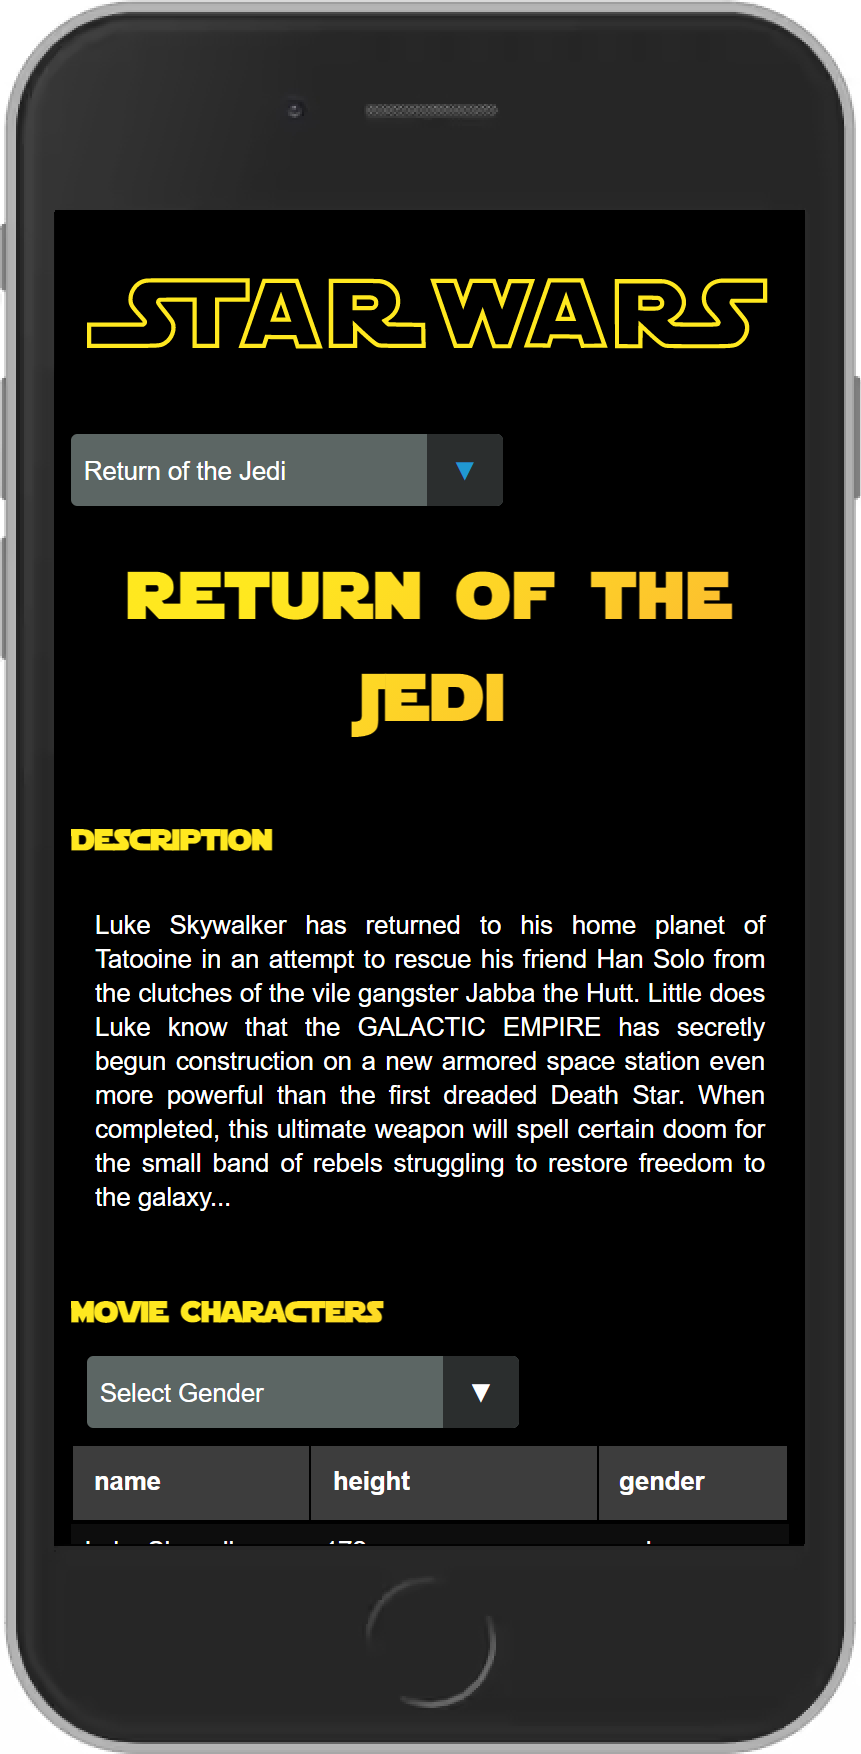 STAR WARS
Return of the Jedi ▼
RETURN OF THE
JEDI
DESCRIPTION
Luke Skywalker has returned to his home planet of
Tatooine in an attempt to rescue his friend Han Solo from
the clutches of the vile gangster Jabba the Hutt. Little does
Luke know that the GALACTIC EMPIRE has secretly
begun construction on a new armored space station even
more powerful than the first dreaded Death Star. When
completed, this ultimate weapon will spell certain doom for
the small band of rebels struggling to restore freedom to
the galaxy...
MOVIE CHARACTERS
Select Gender ▼
name height gender